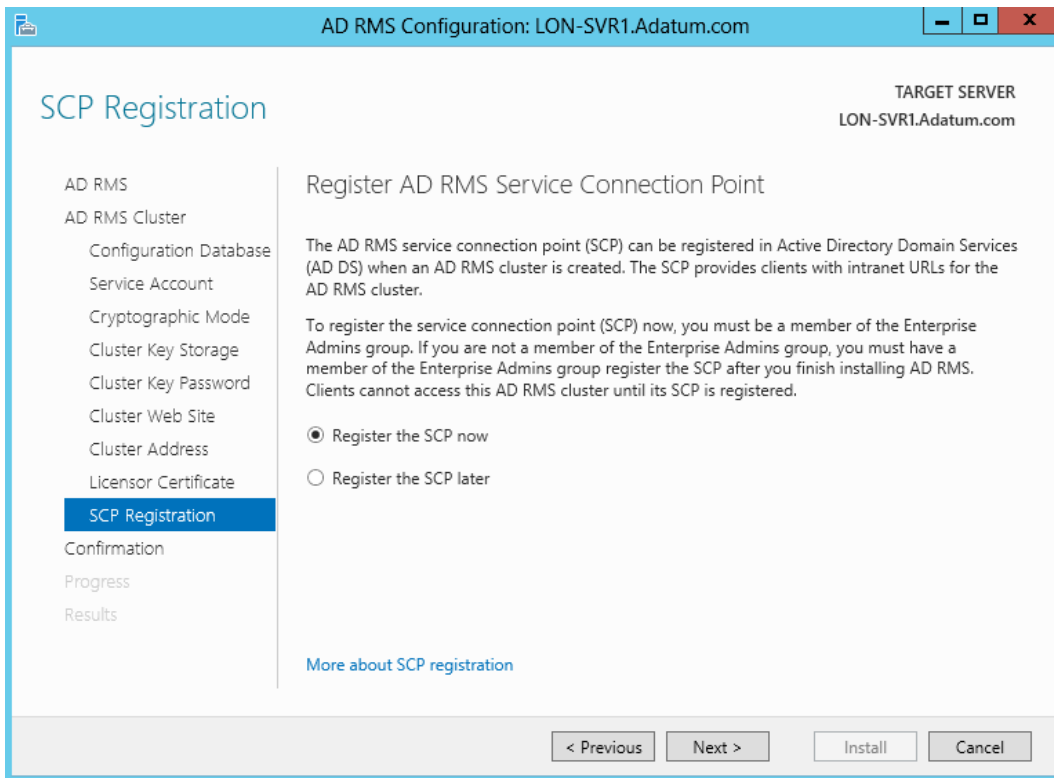 AD RMS Configuration: LON-SVR1.Adatum.com
SCP Registration
TARGET SERVER
LON-SVR1.Adatum.com
AD RMS
AD RMS Cluster
Configuration Database
Service Account
Cryptographic Mode
Cluster Key Storage
Cluster Key Password
Cluster Web Site
Cluster Address
Licensor Certificate
SCP Registration
Confirmation
Progress
Results
Register AD RMS Service Connection Point
The AD RMS service connection point (SCP) can be registered in Active Directory Domain Services
(AD DS) when an AD RMS cluster is created. The SCP provides clients with intranet URLs for the
AD RMS cluster.
To register the service connection point (SCP) now, you must be a member of the Enterprise
Admins group. If you are not a member of the Enterprise Admins group, you must have a
member of the Enterprise Admins group register the SCP after you finish installing AD RMS.
Clients cannot access this AD RMS cluster until its SCP is registered.
Register the SCP now
Register the SCP later
More about SCP registration
< Previous
Next >
Install
Cancel